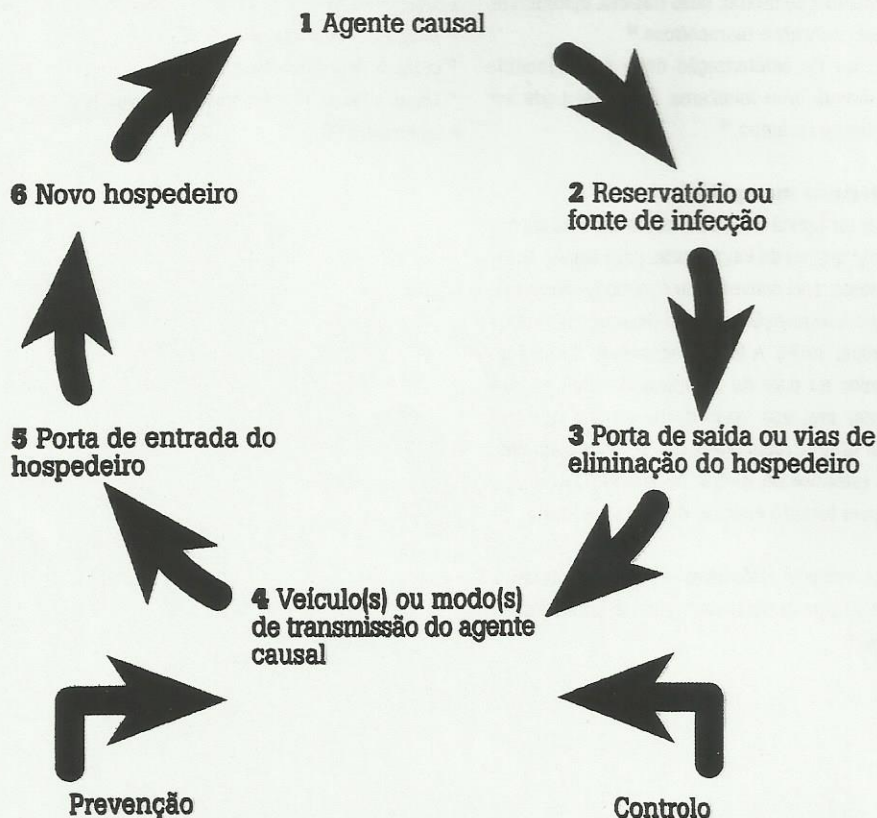 1 Agente causal
2 Reservatório ou
fonte de infecção
3 Porta de saída ou vias de
elininação do hospedeiro
4 Veículo(s) ou modo(s)
de transmissão do agente
causal
5 Porta de entrada do
hospedeiro
6 Novo hospedeiro
Prevenção
Controlo